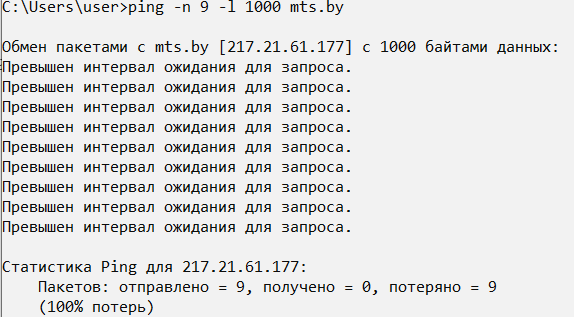 C:\Users\user>ping -n 9 -l 1000 mts.by
Обмен пакетами с mts.by [217.21.61.177] с 1000 байтами данных:
Превышен интервал ожидания для запроса.
Превышен интервал ожидания для запроса.
Превышен интервал ожидания для запроса.
Превышен интервал ожидания для запроса.
Превышен интервал ожидания для запроса.
Превышен интервал ожидания для запроса.
Превышен интервал ожидания для запроса.
Превышен интервал ожидания для запроса.
Превышен интервал ожидания для запроса.
Статистика Ping для 217.21.61.177:
Пакетов: отправлено = 9, получено = 0, потеряно = 9
(100% потерь)